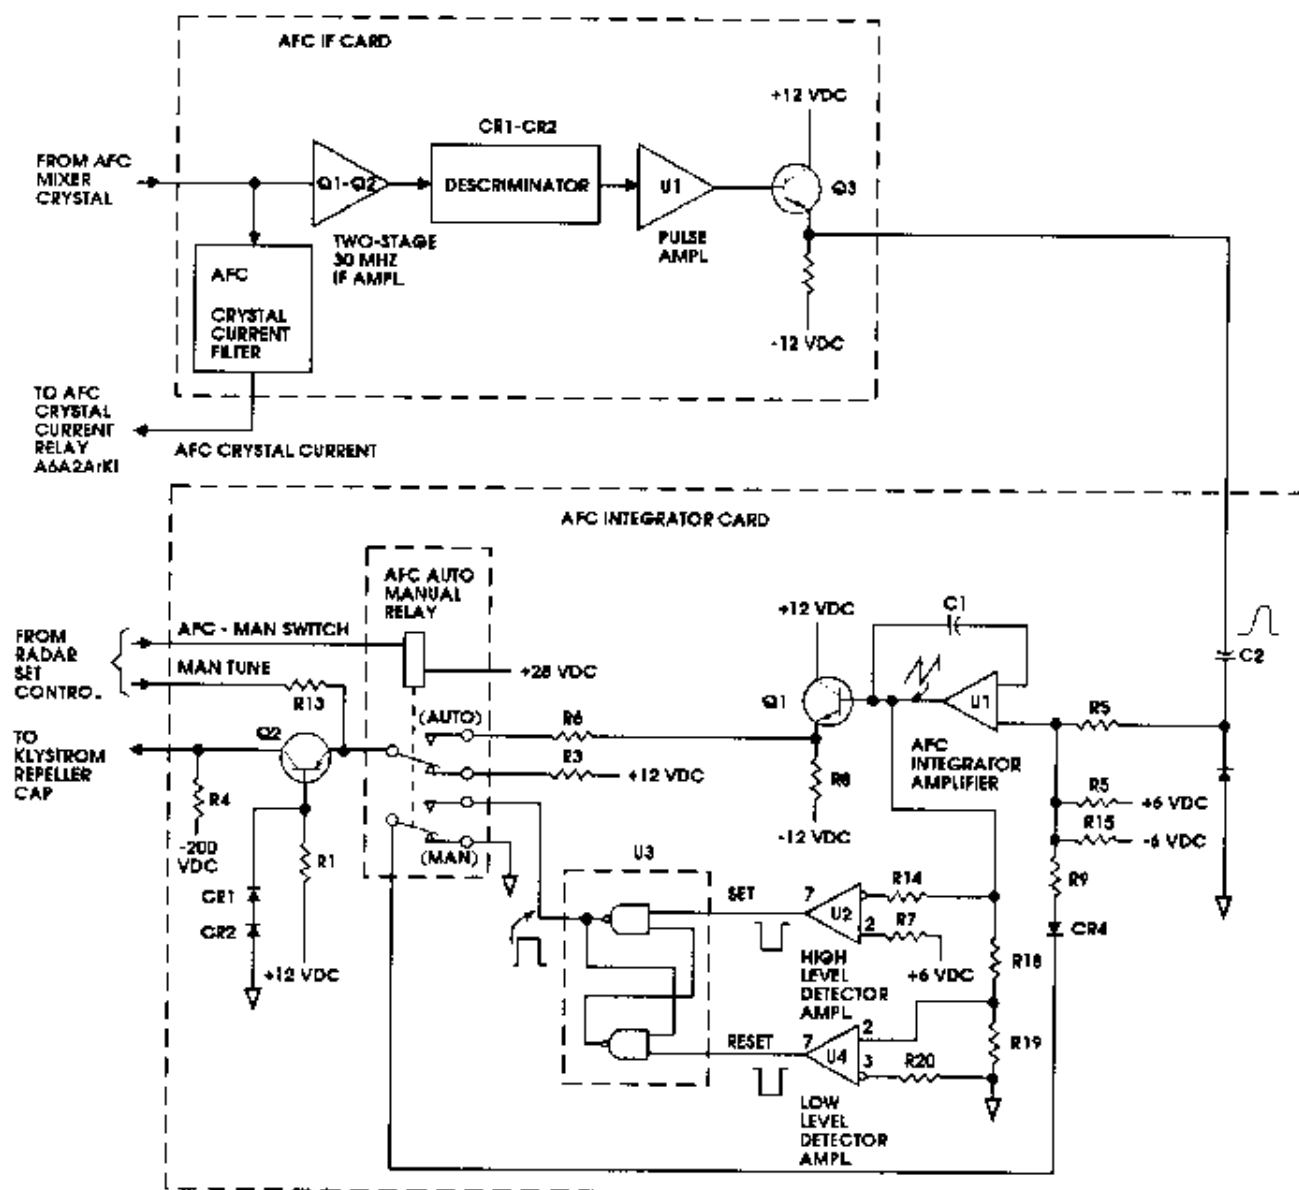 AFC IF CARD
+12 VDC
CR1-CR2
FROM AFC
MIXER
CRYSTAL
Q1-Q2
DESCRIMINATOR
U1
Q3
TWO-STAGE
30 MHZ
IF AMPL.
PULSE
AMPL
AFC
CRYSTAL
CURRENT
FILTER
-12 VDC
TO AFC
CRYSTAL
CURRENT
RELAY
A6A2ArKI
AFC CRYSTAL CURRENT
AFC INTEGRATOR CARD
AFC AUTO
MANUAL
RELAY
+12 VDC
C1
C2
FROM
RADAR
SET
CONTROL
AFC - MAN SWITCH
MAN TUNE
R13
+28 VDC
Q1
U1
R5
(AUTO)
R6
AFC
INTEGRATOR
AMPLIFIER
TO
KLYSTROM
REPELLER
CAP
Q2
R3
+12 VDC
R8
R4
R5
+6 VDC
R15
-6 VDC
-200
VDC
R1
(MAN)
-12 VDC
U3
R9
CR1
CR2
SET
7
U2
R14
2
R7
CR4
+12 VDC
HIGH
LEVEL
DETECTOR
AMPL.
+6 VDC
R18
RESET
7
U4
2
3
R20
R19
LOW
LEVEL
DETECTOR
AMPL.